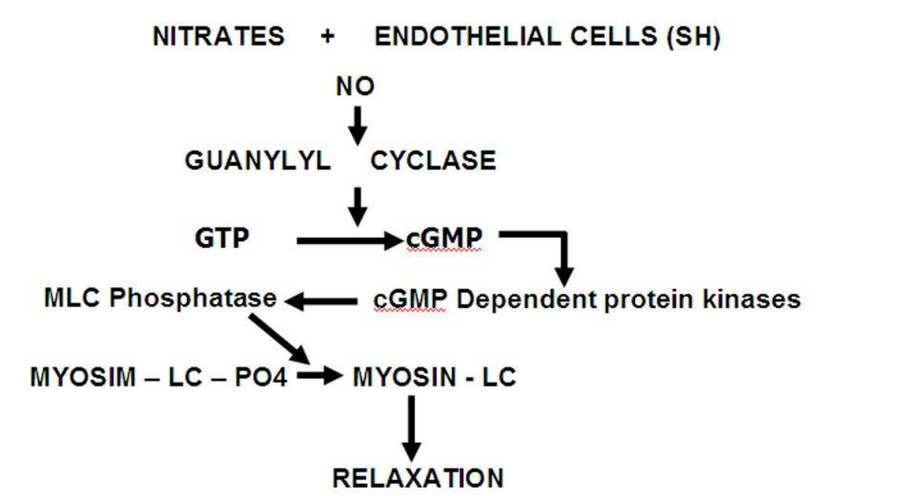 NITRATES + ENDOTHELIAL CELLS (SH)
NO
GUANYLYL CYCLASE
GTP cGMP
MLC Phosphatase cGMP Dependent protein kinases
MYOSIM – LC – PO4 MYOSIN - LC
RELAXATION